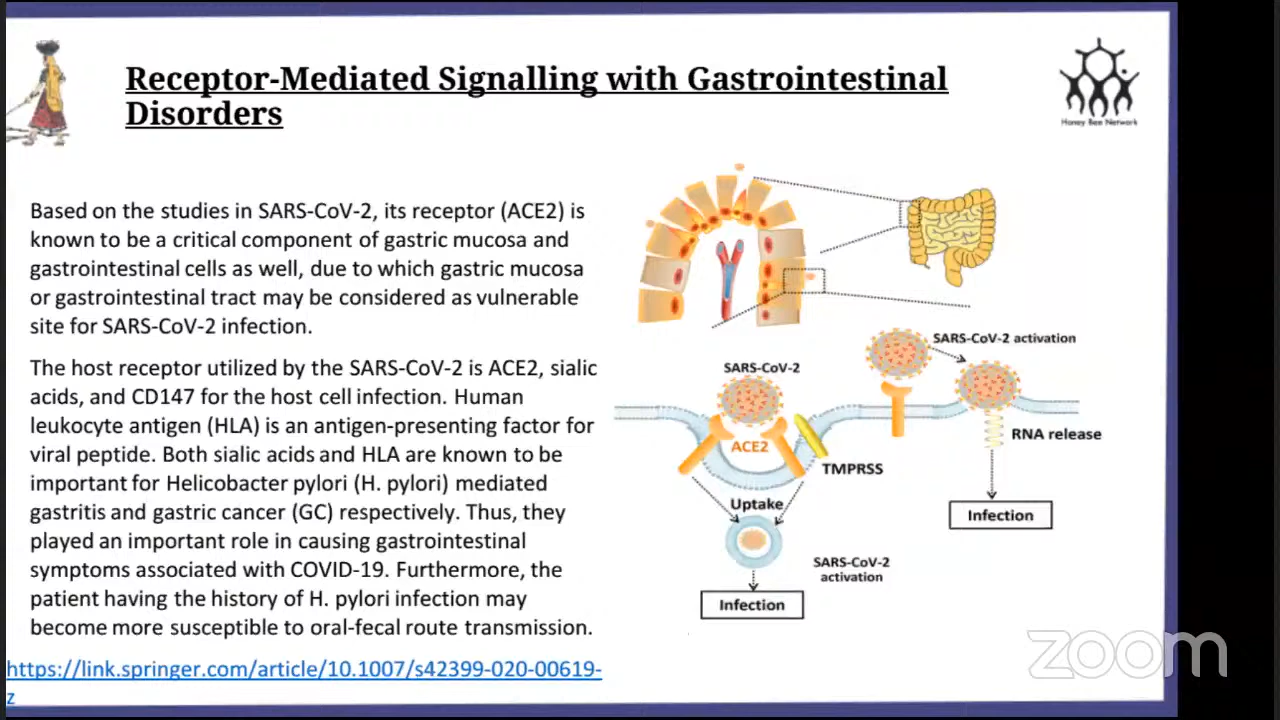 Receptor-Mediated Signalling with Gastrointestinal
Disorders
Honey Bee Network
Based on the studies in SARS-CoV-2, its receptor (ACE2) is
known to be a critical component of gastric mucosa and
gastrointestinal cells as well, due to which gastric mucosa
or gastrointestinal tract may be considered as vulnerable
site for SARS-CoV-2 infection.
The host receptor utilized by the SARS-CoV-2 is ACE2, sialic
acids, and CD147 for the host cell infection. Human
leukocyte antigen (HLA) is an antigen-presenting factor for
viral peptide. Both sialic acids and HLA are known to be
important for Helicobacter pylori (H. pylori) mediated
gastritis and gastric cancer (GC) respectively. Thus, they
played an important role in causing gastrointestinal
symptoms associated with COVID-19. Furthermore, the
patient having the history of H. pylori infection may
become more susceptible to oral-fecal route transmission.
https://link.springer.com/article/10.1007/s42399-020-00619-
z
SARS-CoV-2
ACE2
TMPRSS
Uptake
SARS-CoV-2
activation
Infection
SARS-CoV-2 activation
RNA release
Infection
zoom